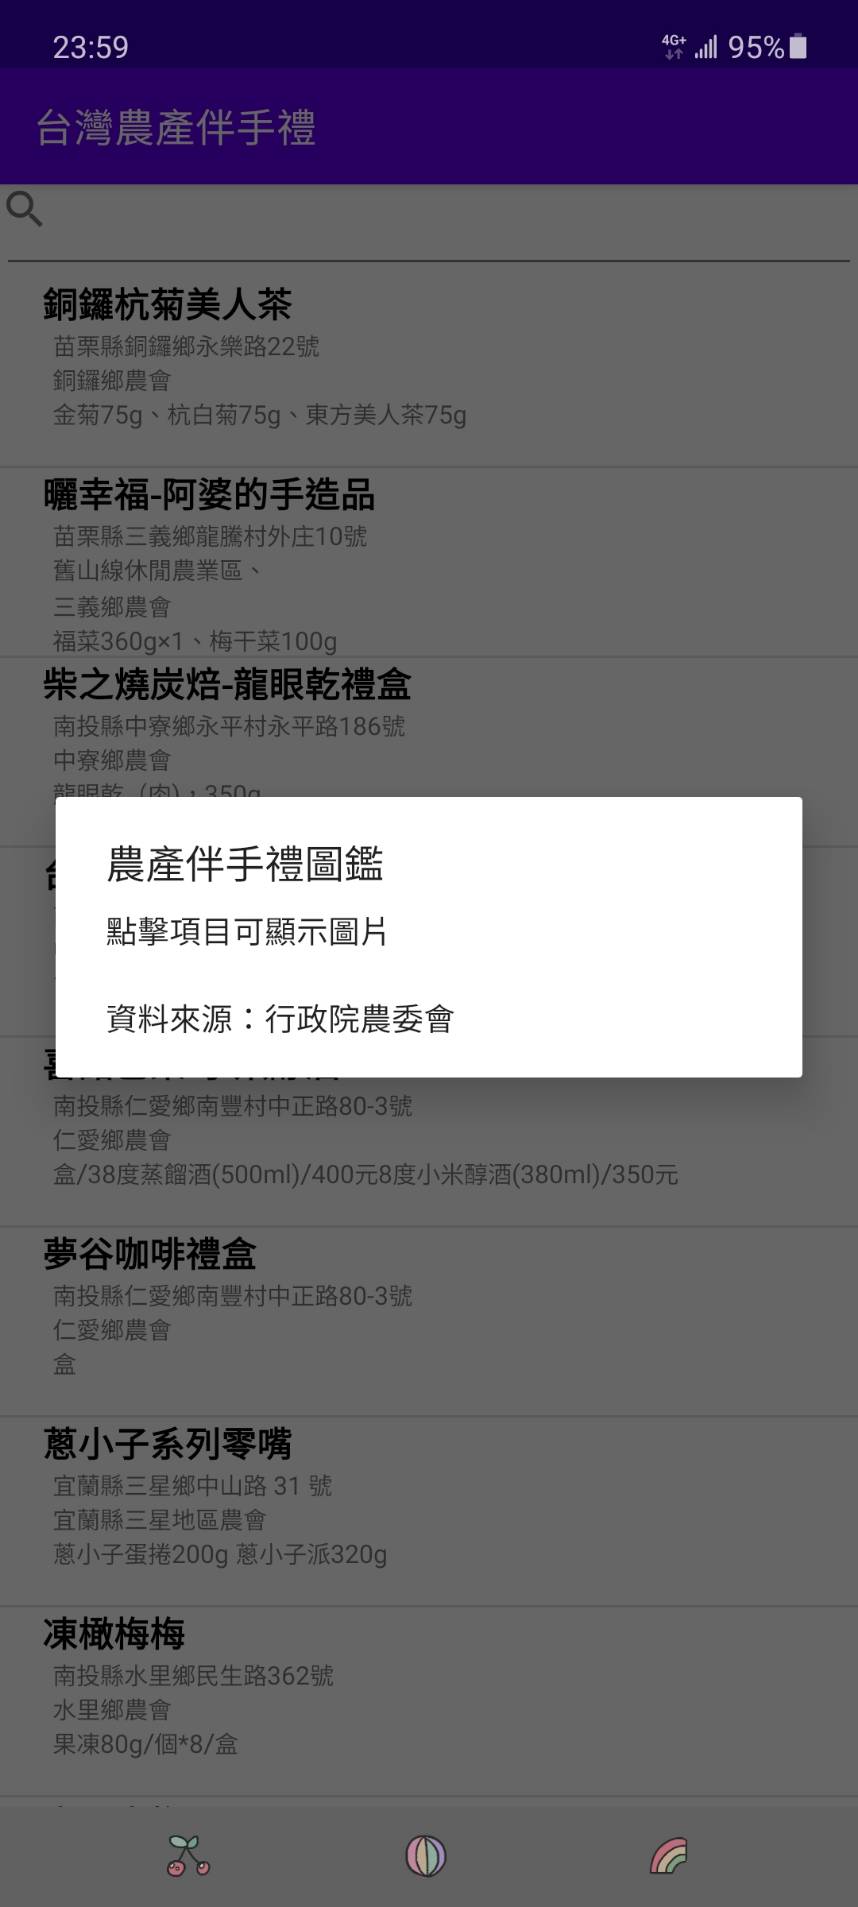 23:59
4G+ 95%
台灣農產伴手禮
銅鑼杭菊美人茶
苗栗縣銅鑼鄉永樂路22號
銅鑼鄉農會
金菊75g、杭白菊75g、東方美人茶75g
曬幸福-阿婆的手造品
苗栗縣三義鄉龍騰村外庄10號
舊山線休閒農業區、
三義鄉農會
福菜360g×1、梅干菜100g
柴之燒炭焙-龍眼乾禮盒
南投縣中寮鄉永平村永平路186號
中寮鄉農會
龍眼乾（肉)，350g
農產伴手禮圖鑑
點擊項目可顯示圖片
資料來源：行政院農委會
南投縣仁愛鄉南豐村中正路80-3號
仁愛鄉農會
盒/38度蒸餾酒(500ml)/400元8度小米醇酒(380ml)/350元
夢谷咖啡禮盒
南投縣仁愛鄉南豐村中正路80-3號
仁愛鄉農會
盒
蔥小子系列零嘴
宜蘭縣三星鄉中山路 31 號
宜蘭縣三星地區農會
蔥小子蛋捲200g 蔥小子派320g
凍橄梅梅
南投縣水里鄉民生路362號
水里鄉農會
果凍80g/個*8/盒